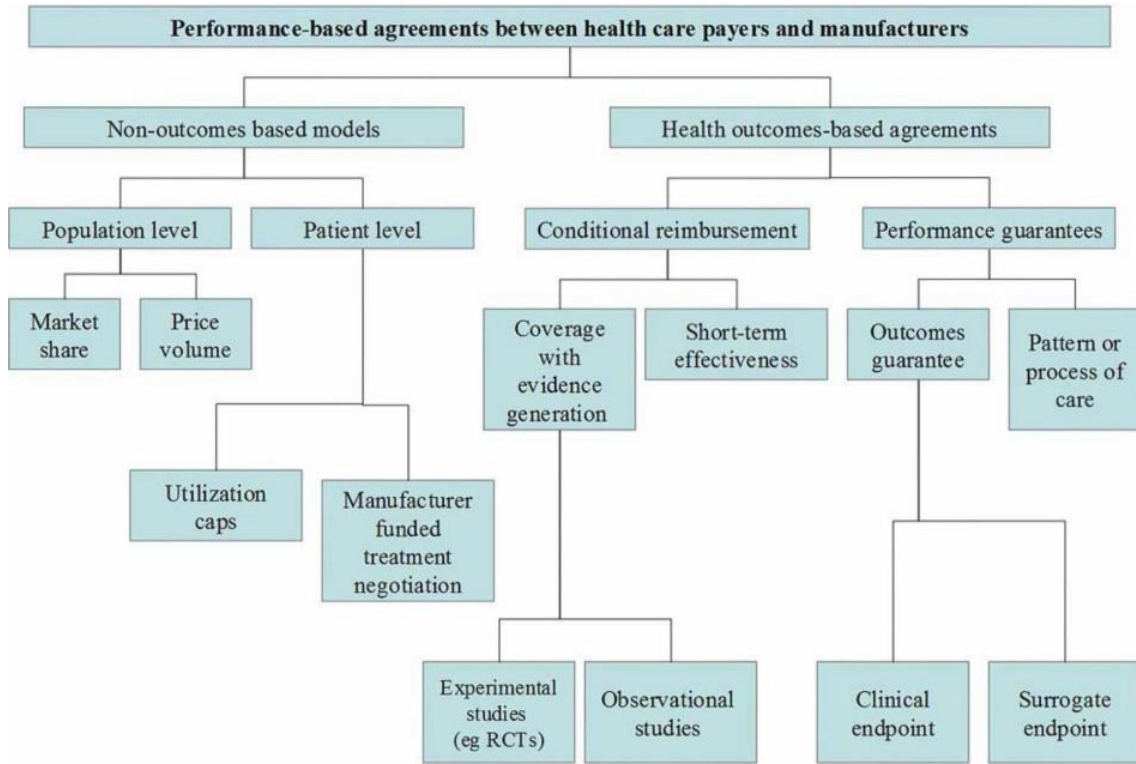 Performance-based agreements between health care payers and manufacturers
Non-outcomes based models
Health outcomes-based agreements
Population level
Patient level
Conditional reimbursement
Performance guarantees
Market
share
Price
volume
Coverage
with
evidence
generation
Short-term
effectiveness
Outcomes
guarantee
Pattern or
process of
care
Utilization
caps
Manufacturer
funded
treatment
negotiation
Experimental
studies
(eg RCTs)
Observational
studies
Clinical
endpoint
Surrogate
endpoint